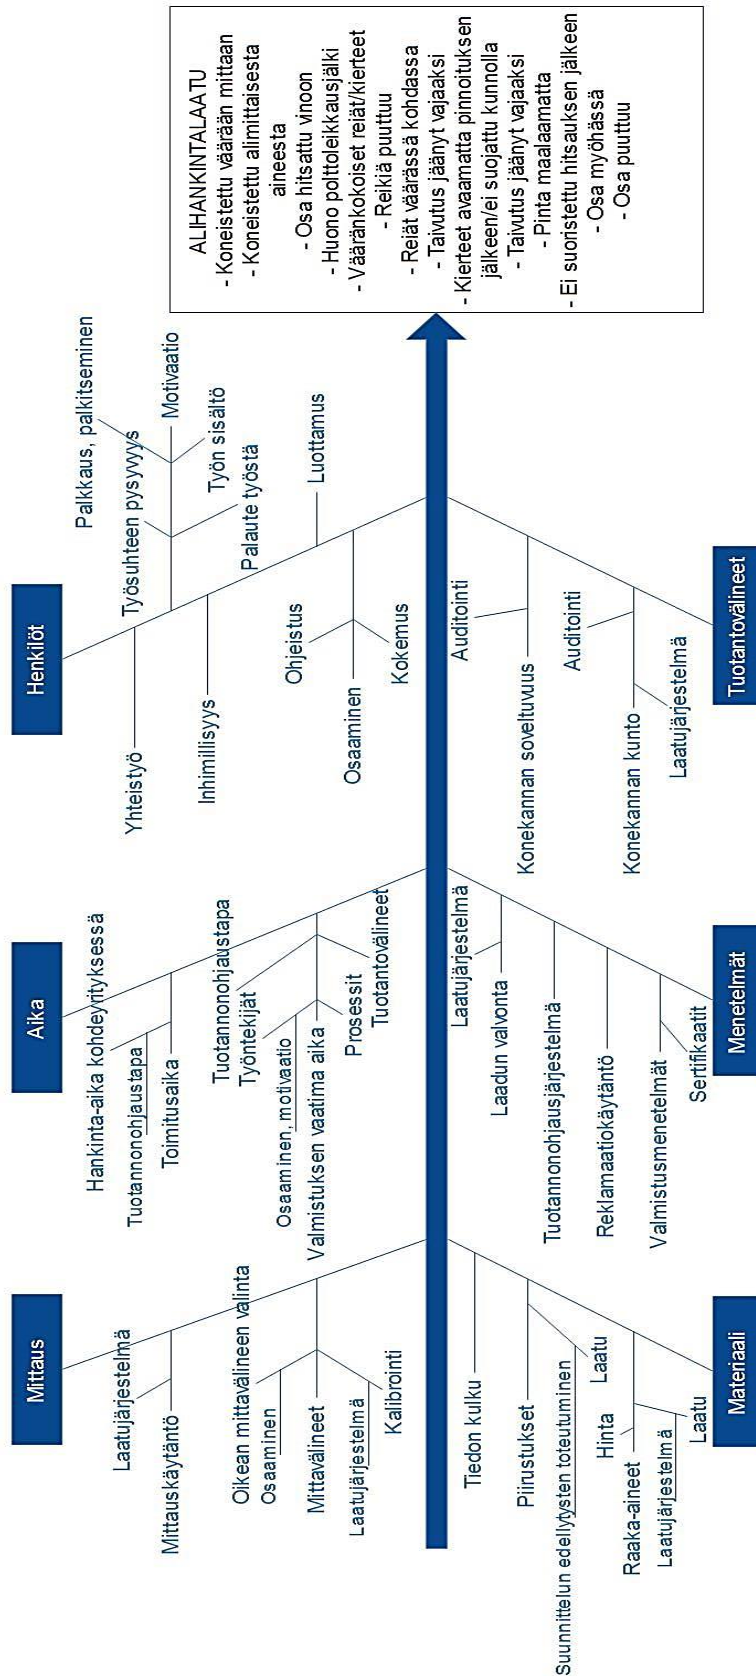 Mittaus
Laatujärjestelmä
Mittauskäytäntö
Oikean mittavälineen valinta
Osaaminen
Mittavälineet
Laatujärjestelmä
Kalibrointi
Aika
Hankinta-aika kohdeyrityksessä
Tuotannonohjaustapa
Toimitusaika
Tuotannonohjaustapa
Työntekijät
Osaaminen, motivaatio
Valmistuksen vaatima aika
Prosessit
Tuotantovälineet
Henkilöt
Palkkaus, palkitseminen
Työsuhteen pysyvyys
Motivaatio
Työn sisältö
Palaute työstä
Yhteistyö
Inhimillisyys
Luottamus
Ohjeistus
Osaaminen
Kokemus
Tiedon kulku
Piirustukset
Suunnittelun edellytysten toteutuminen
Laatu
Hinta
Raaka-aineet
Laatujärjestelmä
Laatu
Materiaali
Laatujärjestelmä
Laadun valvonta
Tuotannonohjausjärjestelmä
Reklamaatiokäytäntö
Valmistusmenetelmät
Sertifikaatit
Menetelmät
Auditointi
Konekannan soveltuvuus
Auditointi
Konekannan kunto
Laatujärjestelmä
Tuotantovälineet
ALIHANKINTALAATU
- Koneistettu väärään mittaan
- Koneistettu alimittaisesta
aineesta
- Osa hitsattu vinoon
- Huono polttoleikkausjälki
- Vääränkokoiset reiät/kierteet
- Reikiä puuttuu
- Reiät väärässä kohdassa
- Taivutus jäänyt vajaaksi
- Kierteet avaamatta pinnoituksen
jälkeen/ei suojattu kunnolla
- Taivutus jäänyt vajaaksi
- Pinta maalaamatta
- Ei suoristettu hitsauksen jälkeen
- Osa myöhässä
- Osa puuttuu